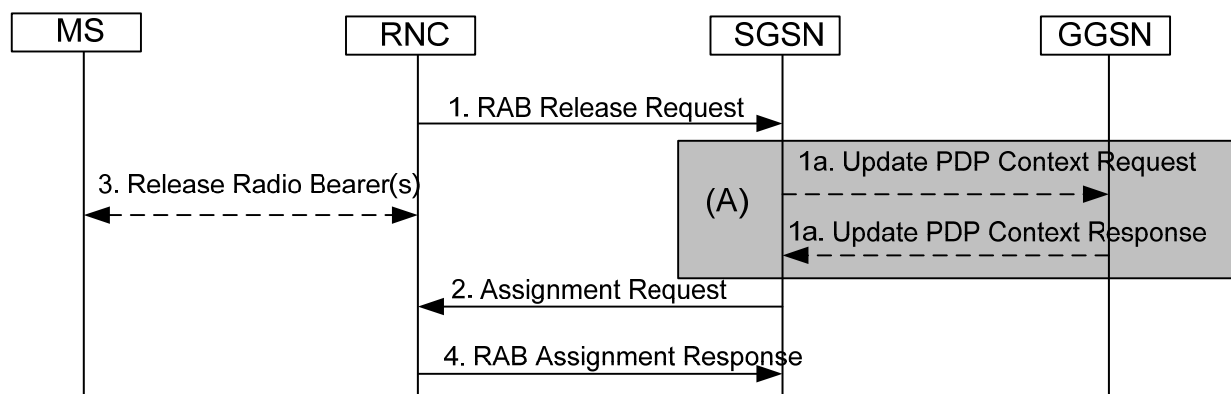 MS
RNC
SGSN
GGSN
1. RAB Release Request
1a. Update PDP Context Request
3. Release Radio Bearer(s)
(A)
1a. Update PDP Context Response
2. Assignment Request
4. RAB Assignment Response